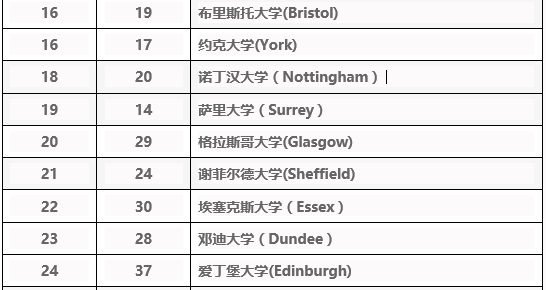 16 19 布里斯托大学(Bristol)
16 17 约克大学(York)
18 20 诺丁汉大学（Nottingham）
19 14 萨里大学（Surrey）
20 29 格拉斯哥大学(Glasgow)
21 24 谢菲尔德大学(Sheffield)
22 30 埃塞克斯大学（Essex）
23 28 邓迪大学（Dundee）
24 37 爱丁堡大学(Edinburgh)